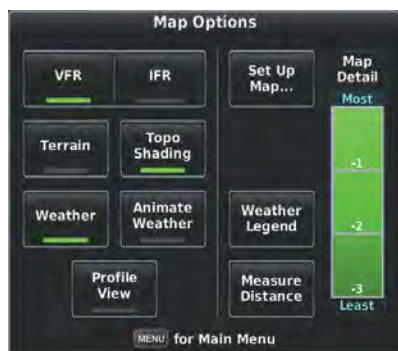 Map Options
VFR
IFR
Set Up
Map...
Map
Detail
Most
Terrain
Topo
Shading
-1
Weather
Animate
Weather
Weather
Legend
-2
Profile
View
Measure
Distance
-3
Least
MENU for Main Menu